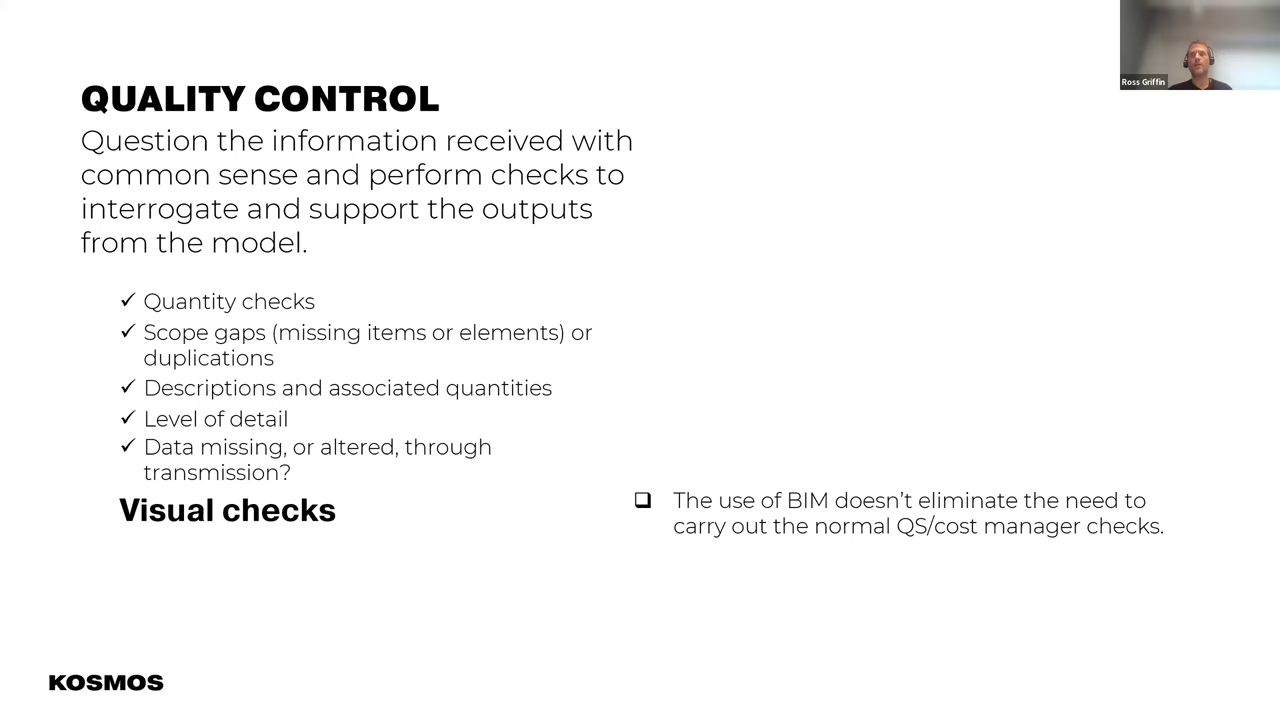 Ross Griffin
QUALITY CONTROL
Question the information received with
common sense and perform checks to
interrogate and support the outputs
from the model.
✓ Quantity checks
✓ Scope gaps (missing items or elements) or
duplications
✓ Descriptions and associated quantities
✓ Level of detail
✓ Data missing, or altered, through
transmission?
Visual checks
❑ The use of BIM doesn’t eliminate the need to
carry out the normal QS/cost manager checks.
KOSMOS